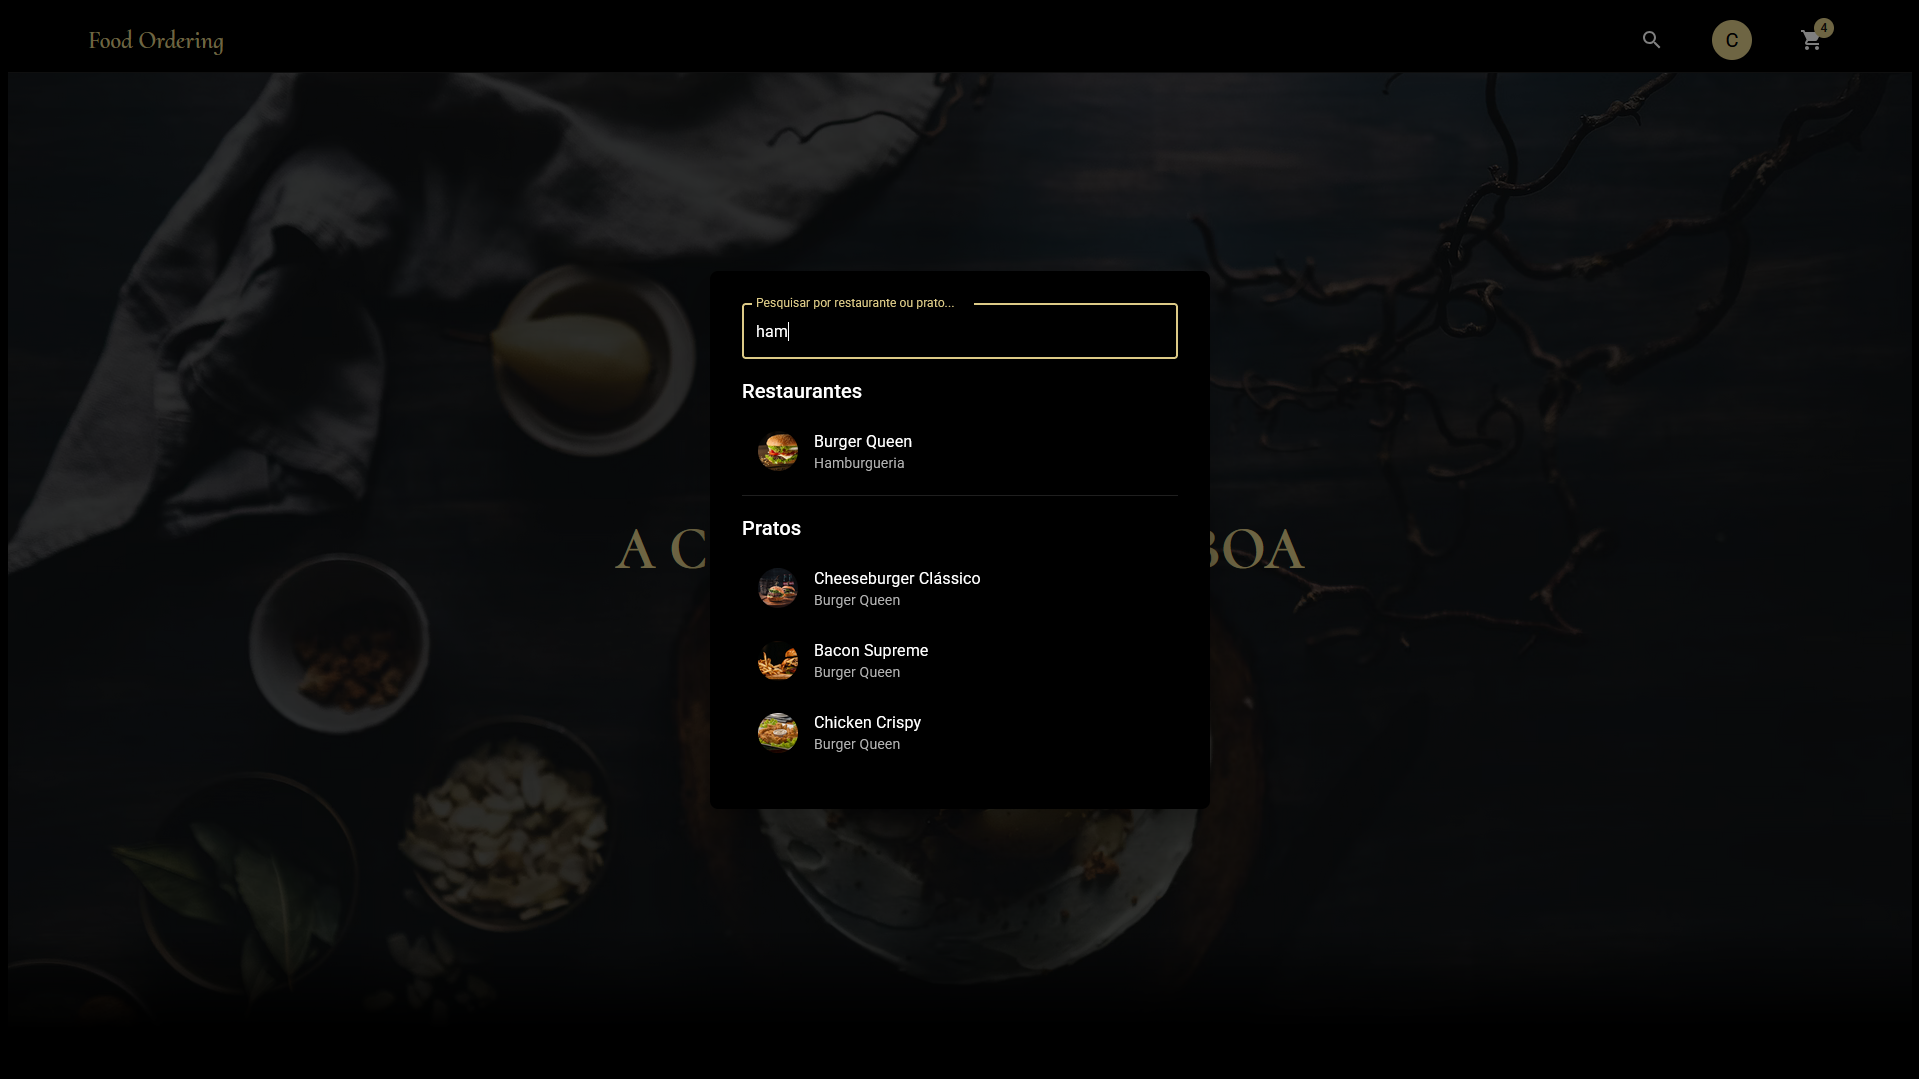 Food Ordering
C
4
Pesquisar por restaurante ou prato...
ham
Restaurantes
Burger Queen
Hamburgueria
A C
BOA
Pratos
Cheeseburger Clássico
Burger Queen
Bacon Supreme
Burger Queen
Chicken Crispy
Burger Queen